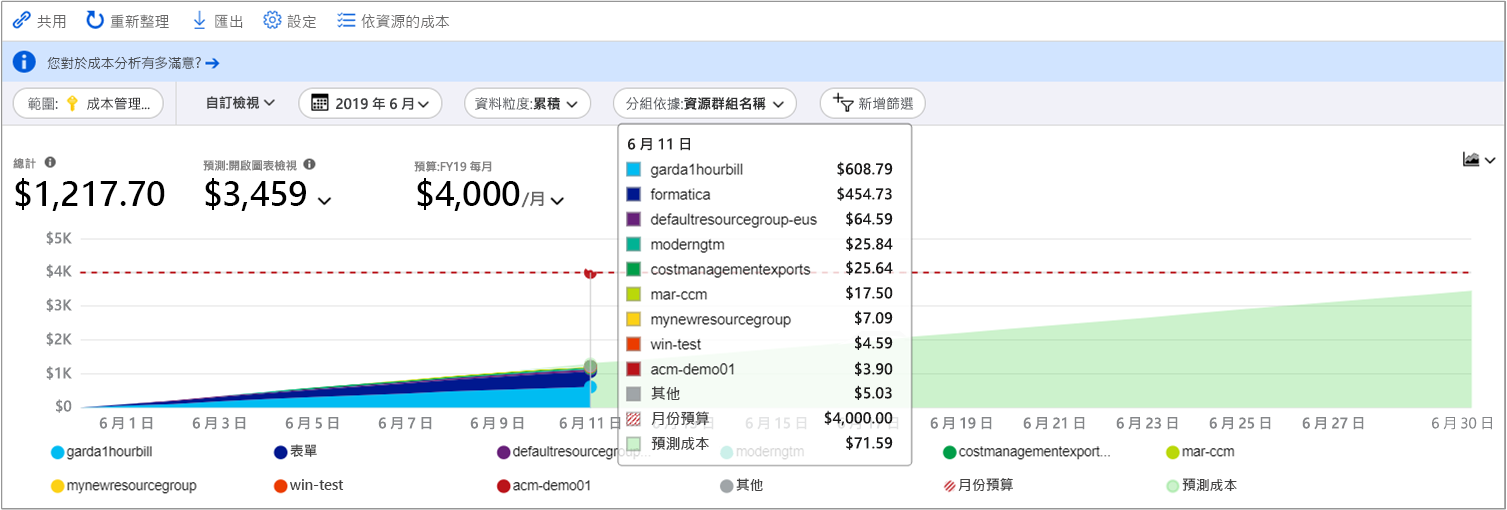 共用 重新整理 匯出 設定 依資源的成本
您對於成本分析有多滿意?
範圍: 成本管理... 自訂檢視 2019 年 6 月 資料粒度:累積 分組依據:資源群組名稱 新增篩選
總計 預測:開啟圖表檢視 預算:FY19 每月
$1,217.70 $3,459 $4,000/月
6 月 11 日
garda1hourbill $608.79
formatica $454.73
defaultresourcegroup-eus $64.59
moderngtm $25.84
costmanagementexports $25.64
mar-ccm $17.50
mynewresourcegroup $7.09
win-test $4.59
acm-demo01 $3.90
其他 $5.03
月份預算 $4,000.00
預測成本 $71.59
$5K
$4K
$3K
$2K
$1K
$0
6 月 1 日 6 月 3 日 6 月 5 日 6 月 7 日 6 月 9 日 6 月 11 日 6 月 15 日 6 月 17 日 6 月 19 日 6 月 21 日 6 月 23 日 6 月 25 日 6 月 27 日 6 月 30 日
garda1hourbill 表單 defaultresourcegroup... moderngtm costmanagementexport... mar-ccm
mynewresourcegroup win-test acm-demo01 其他 月份預算 預測成本